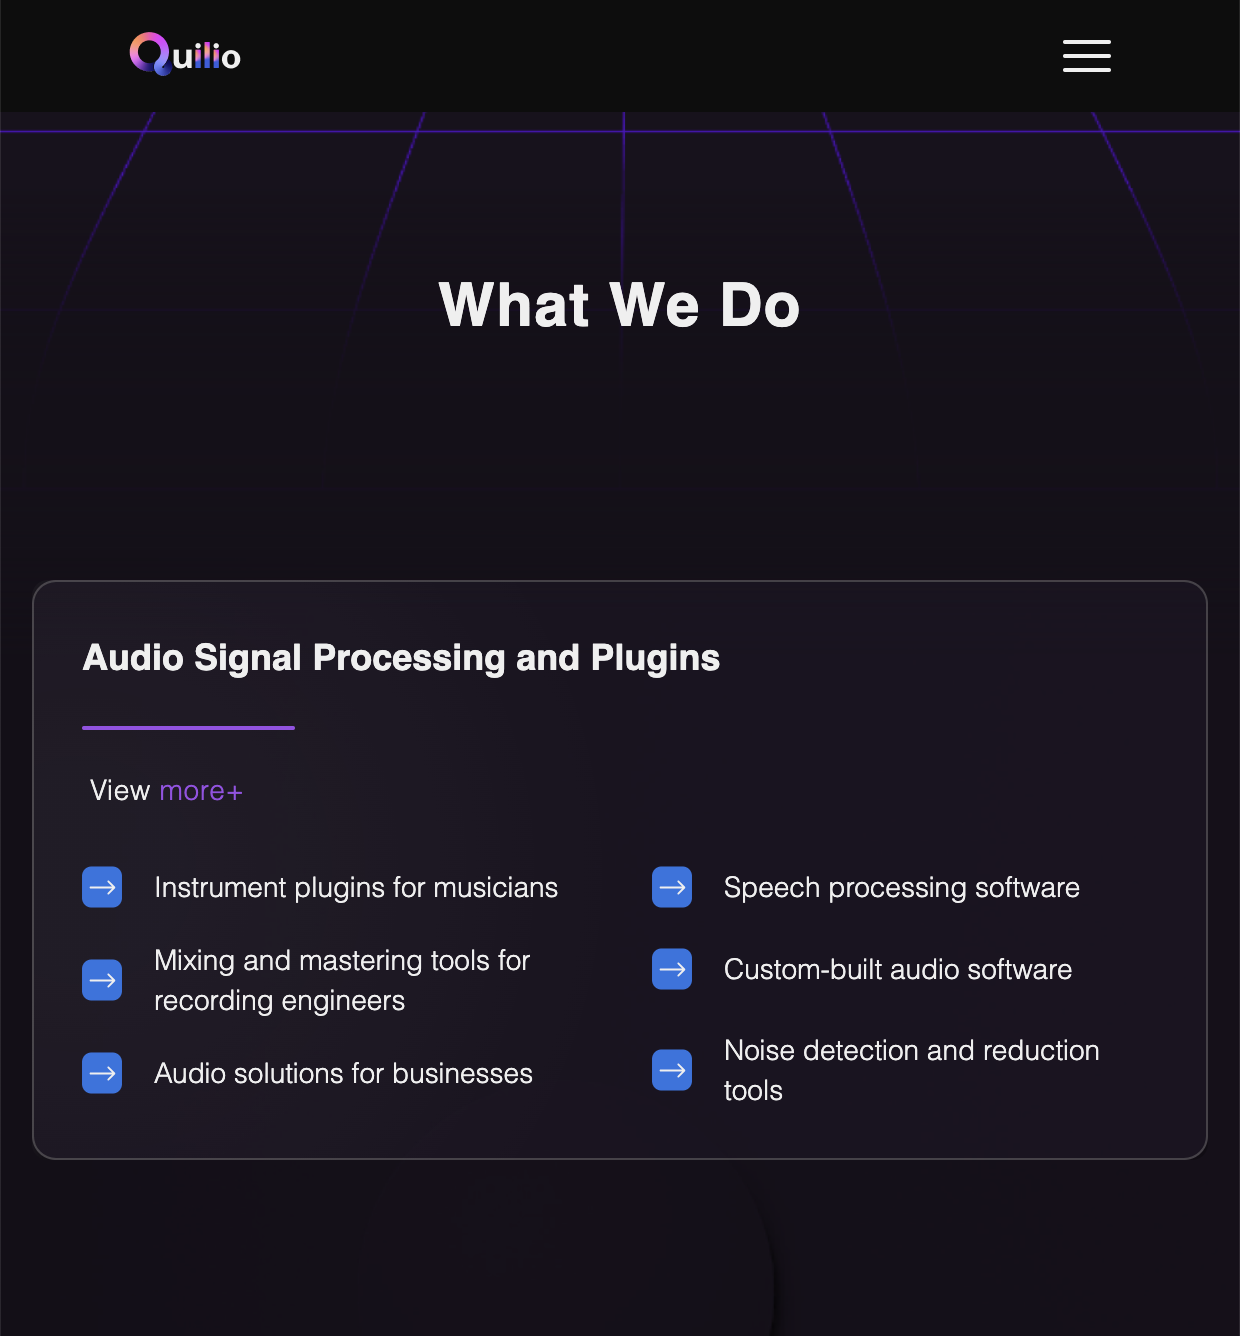 Quilio
What We Do
Audio Signal Processing and Plugins
View more+
Instrument plugins for musicians
Mixing and mastering tools for
recording engineers
Audio solutions for businesses
Speech processing software
Custom-built audio software
Noise detection and reduction
tools